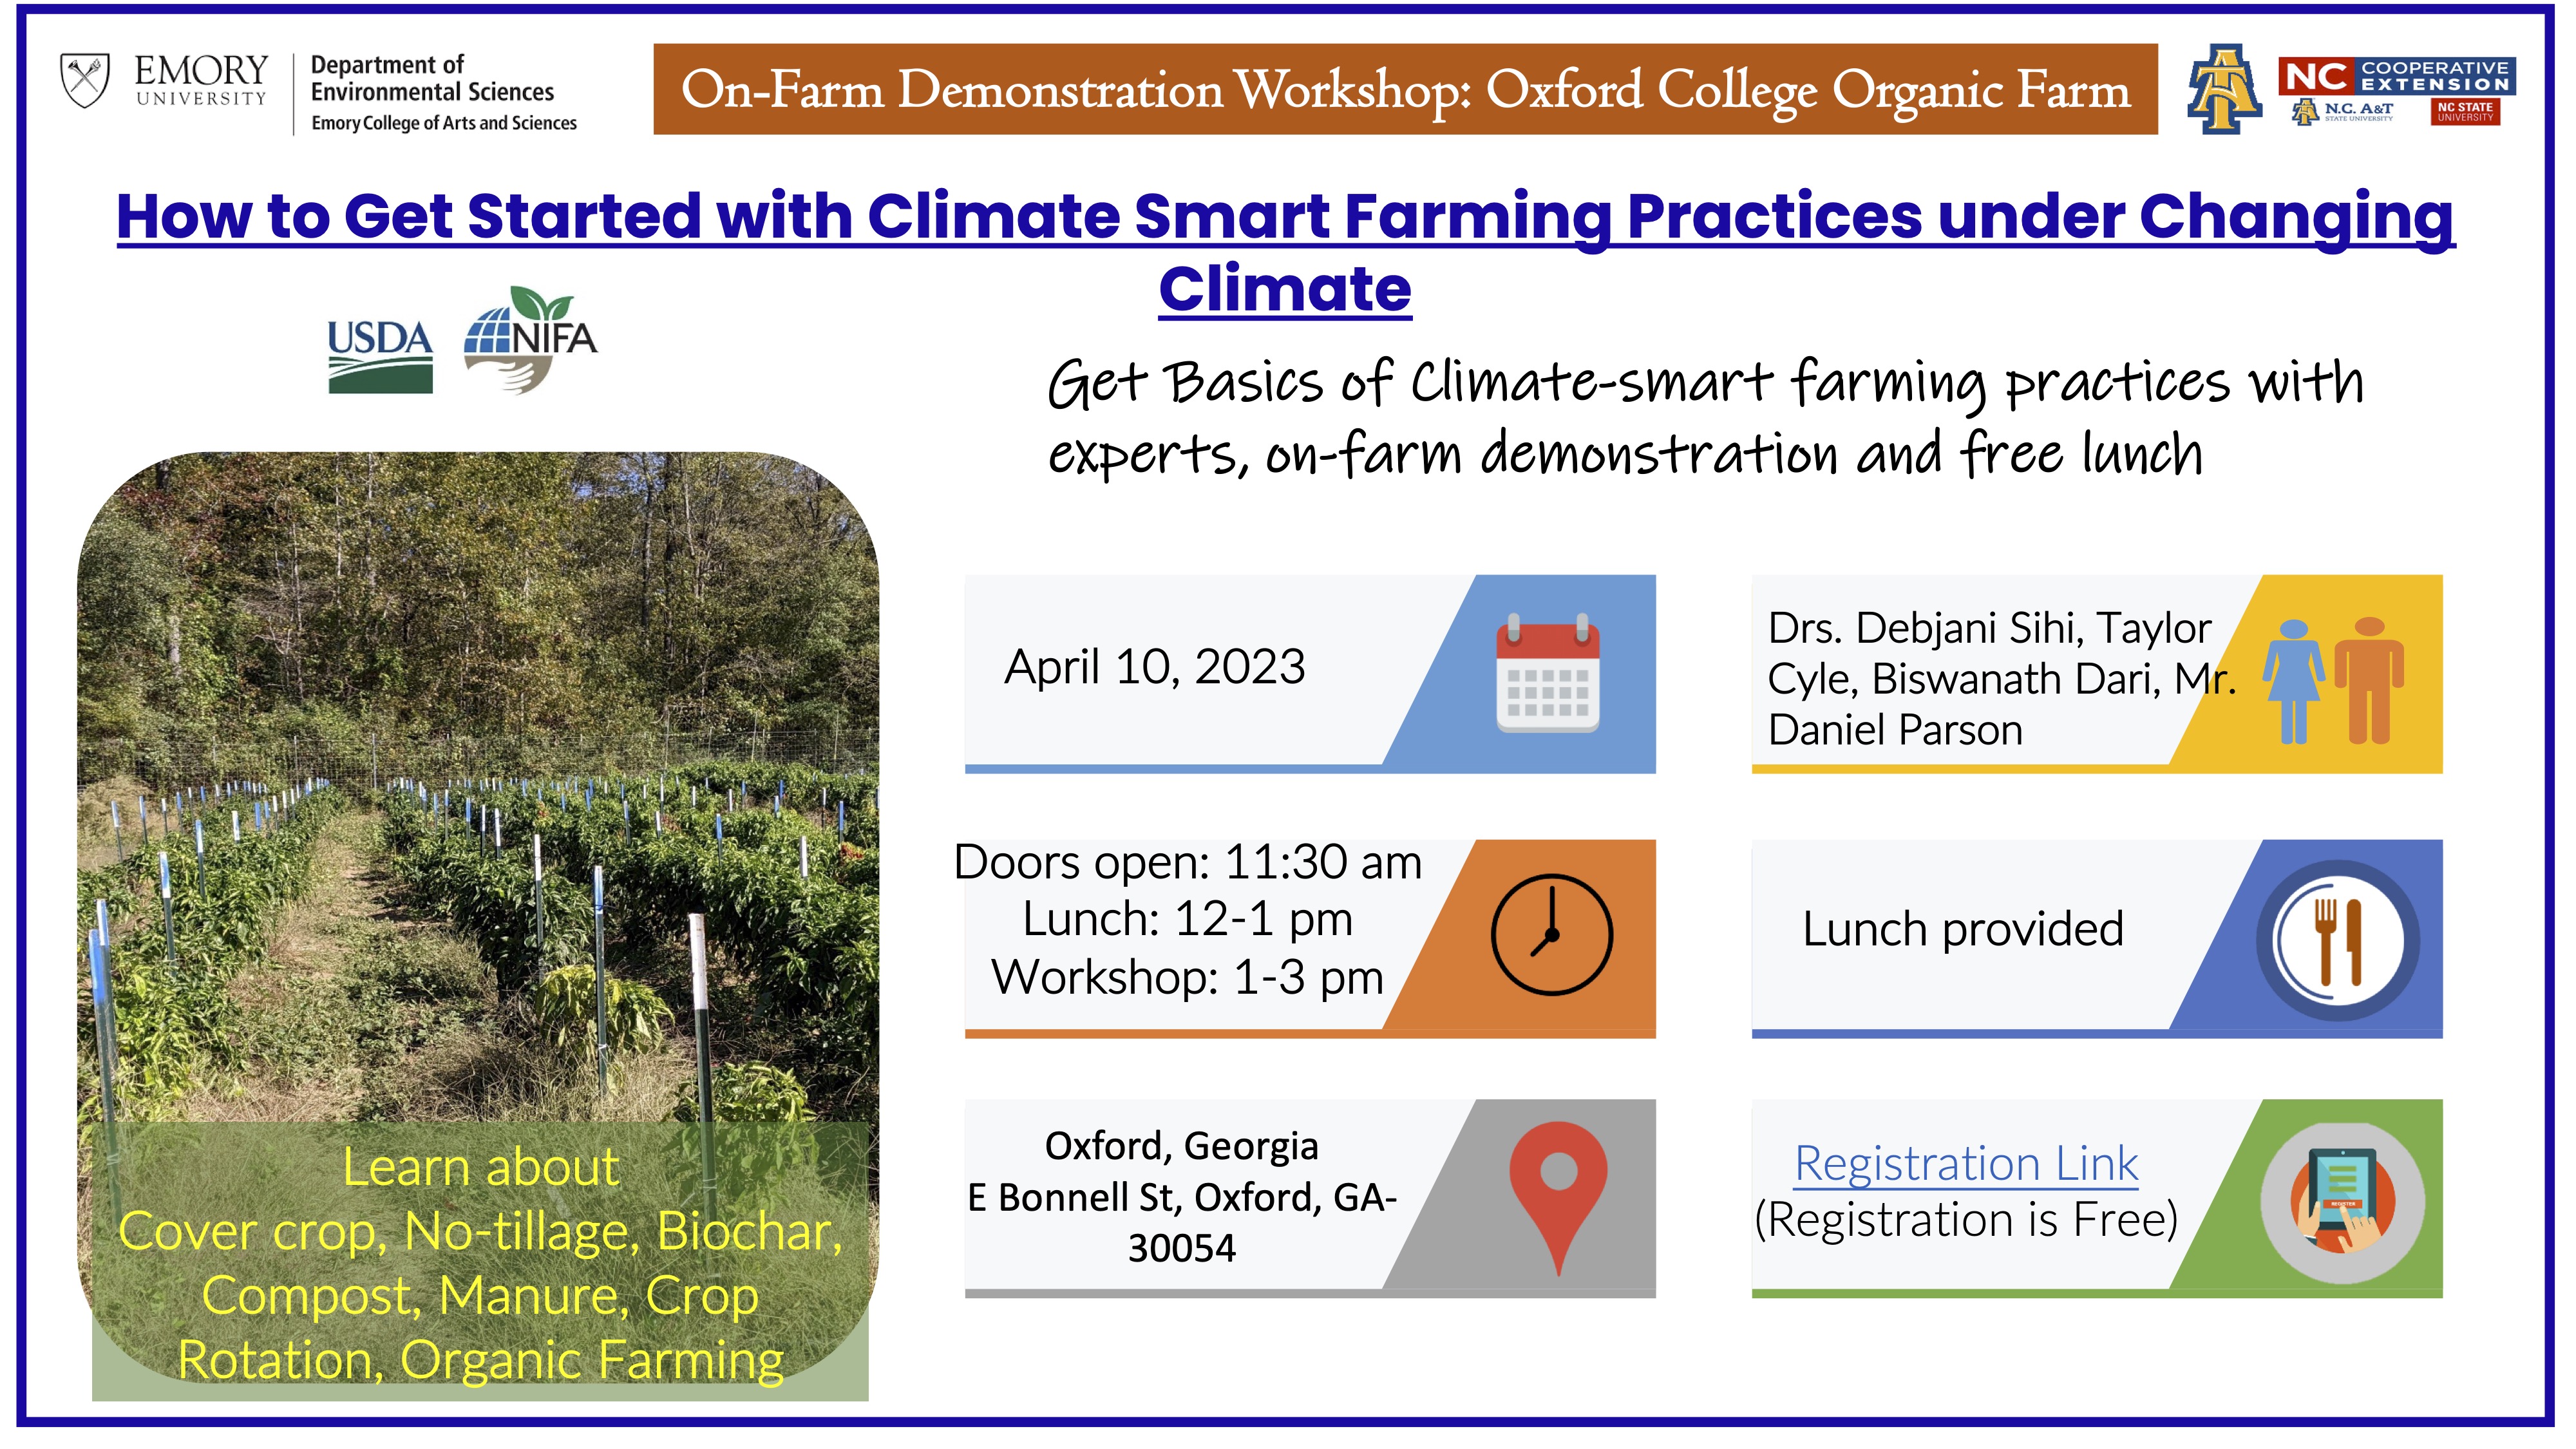 EMORY
UNIVERSITY
Department of
Environmental Sciences
Emory College of Arts and Sciences
On-Farm Demonstration Workshop: Oxford College Organic Farm
AT
NC COOPERATIVE
EXTENSION
N.C. A&T
STATE UNIVERSITY
NC STATE
UNIVERSITY
How to Get Started with Climate Smart Farming Practices under Changing
Climate
USDA
NIFA
Get Basics of Climate-smart farming practices with
experts, on-farm demonstration and free lunch
April 10, 2023
Drs. Debjani Sihi, Taylor
Cyle, Biswanath Dari, Mr.
Daniel Parson
Doors open: 11:30 am
Lunch: 12-1 pm
Workshop: 1-3 pm
Lunch provided
Oxford, Georgia
E Bonnell St, Oxford, GA-
30054
Registration Link
(Registration is Free)
REGISTER
Learn about
Cover crop, No-tillage, Biochar,
Compost, Manure, Crop
Rotation, Organic Farming